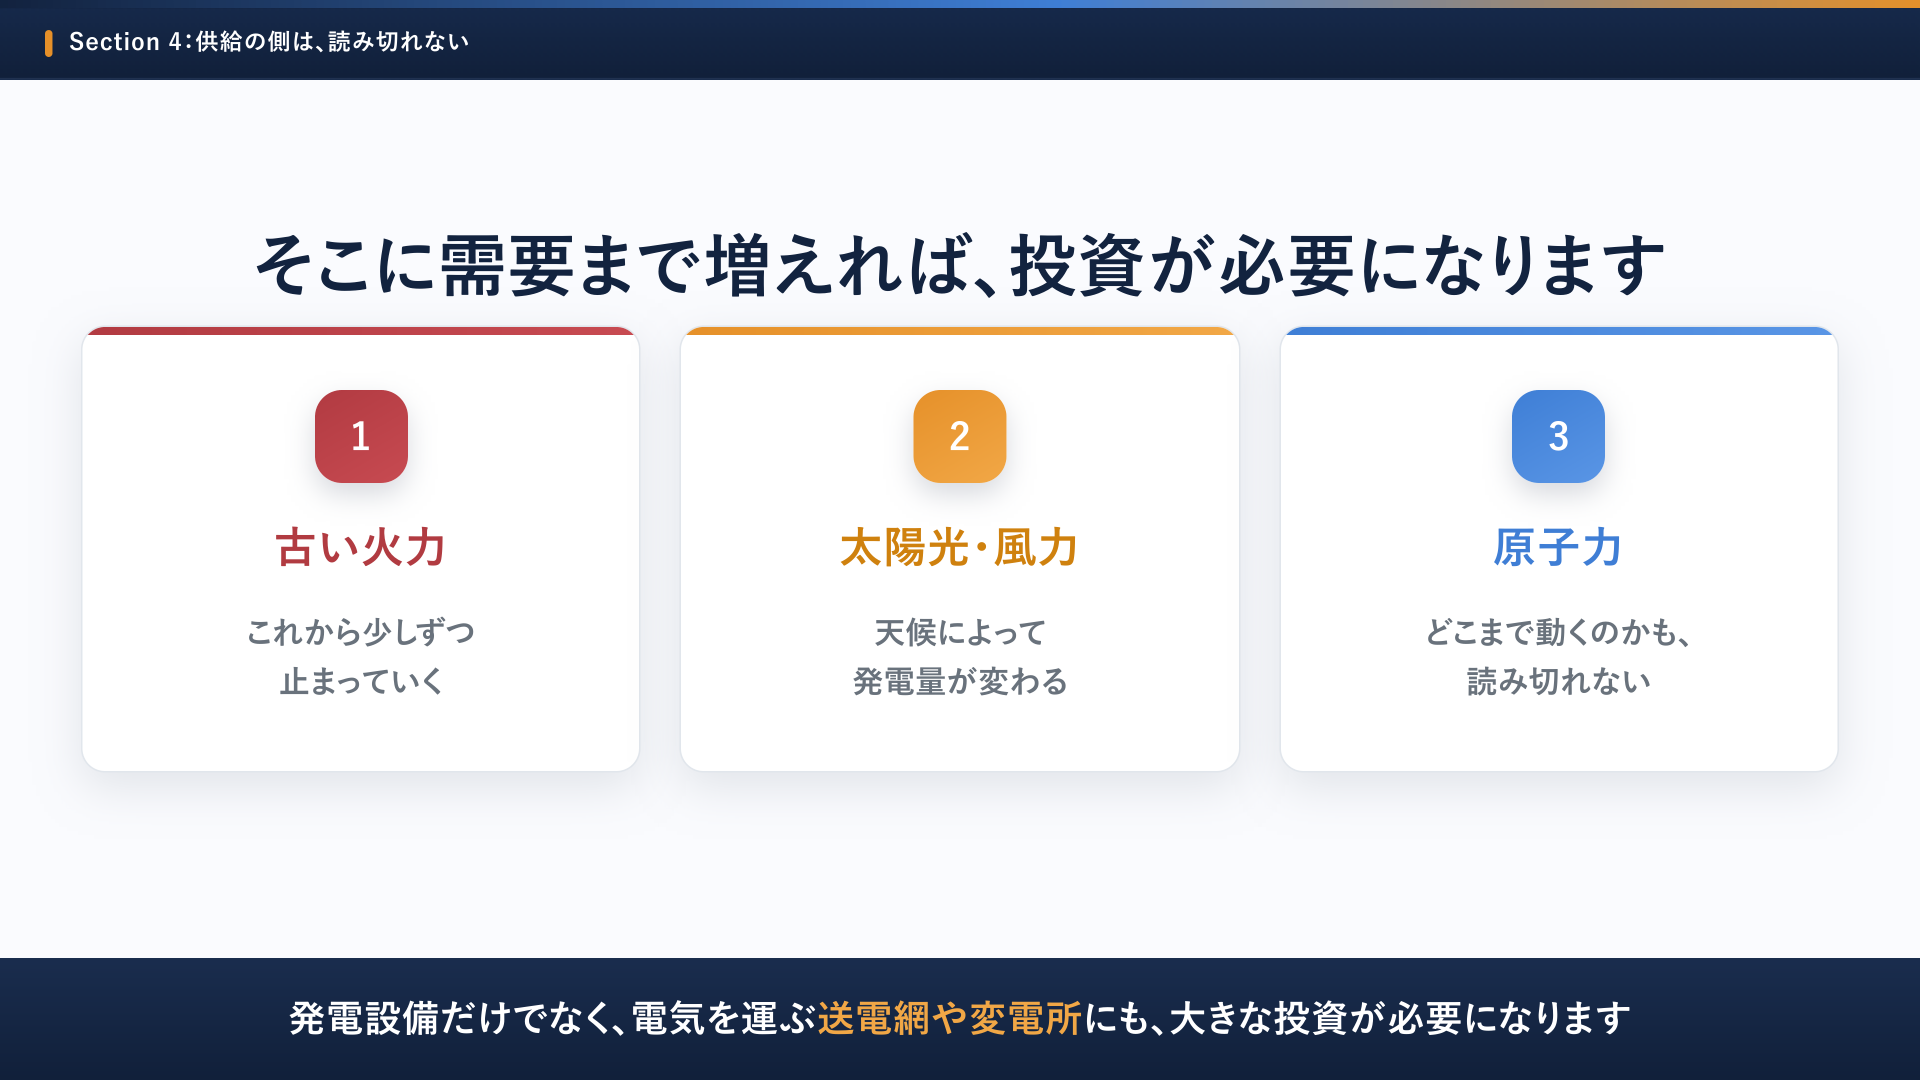 Section 4：供給の側は、読み切れない
そこに需要まで増えれば、投資が必要になります
1
古い火力
これから少しずつ
止まっていく
2
太陽光・風力
天候によって
発電量が変わる
3
原子力
どこまで動くのかも、
読み切れない
発電設備だけでなく、電気を運ぶ送電網や変電所にも、大きな投資が必要になります